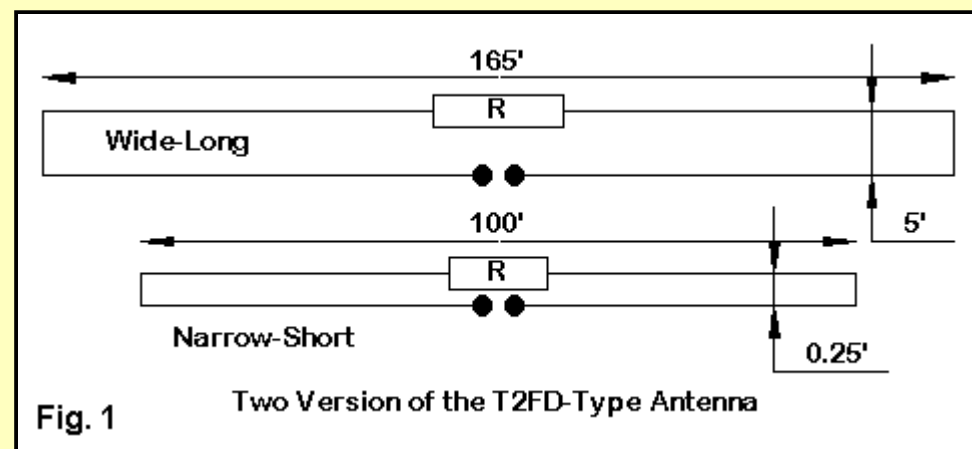 165'
R
Wide-Long
5'
100'
R
Narrow-Short
0.25'
Two Version of the T2FD-Type Antenna
Fig. 1